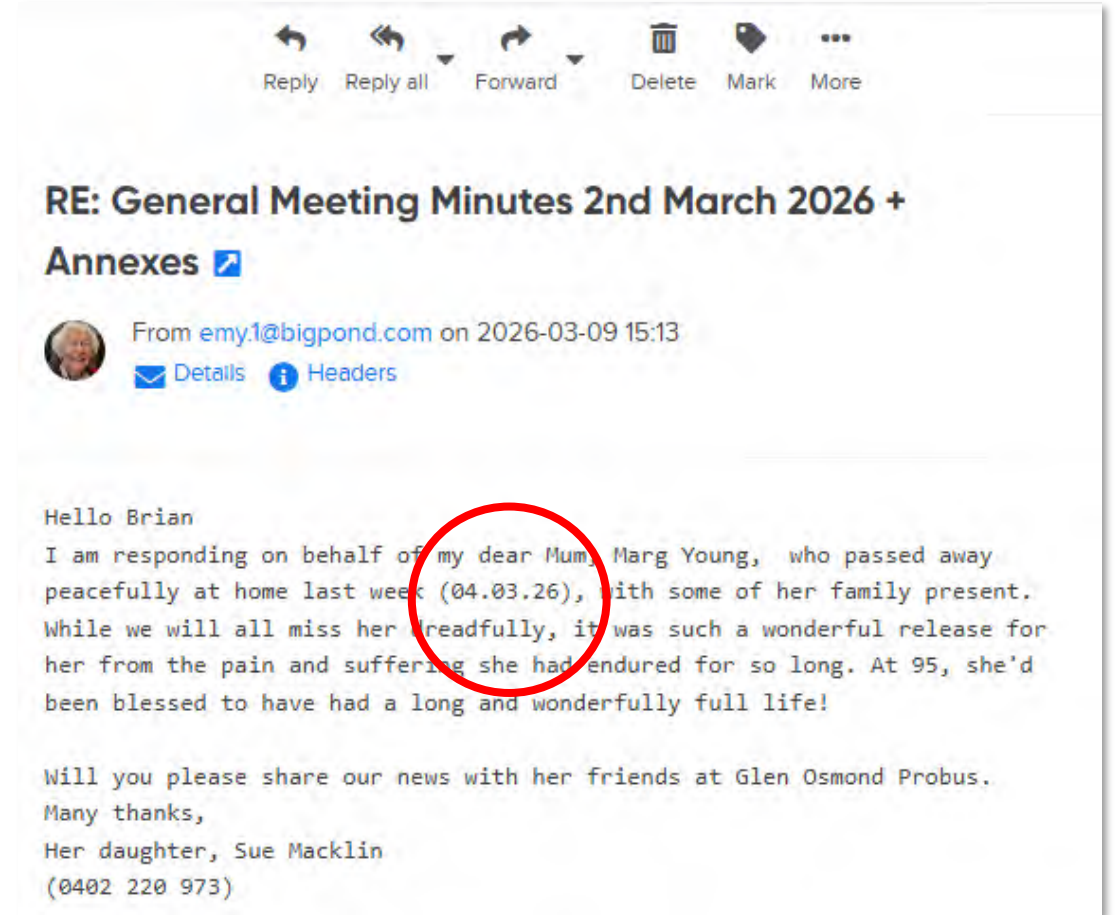 Reply Reply all Forward Delete Mark More
RE: General Meeting Minutes 2nd March 2026 +
Annexes
From emy.1@bigpond.com on 2026-03-09 15:13
Details Headers
Hello Brian
I am responding on behalf of my dear Mum, Marg Young, who passed away
peacefully at home last week (04.03.26), with some of her family present.
While we will all miss her dreadfully, it was such a wonderful release for
her from the pain and suffering she had endured for so long. At 95, she'd
been blessed to have had a long and wonderfully full life!
Will you please share our news with her friends at Glen Osmond Probus.
Many thanks,
Her daughter, Sue Macklin
(0402 220 973)